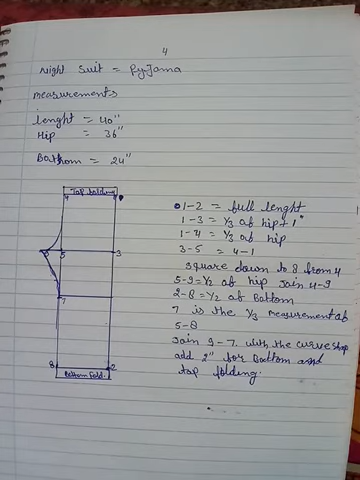 4
Night Suit = PyJama
measurements
Lenght = 40"
Hip = 36"
Bottom = 24"
Top folding
4
9 5 3
7
8 2
Bottom Fold.
1-2 = full lenght
1-3 = 1/3 of hip + 1"
1-4 = 1/3 of hip
3-5 = 4-1
Square down to 8 from 4
5-9 = 1/2 of hip Join 4-9
2-8 = 1/2 of Bottom
7 is the 1/3 measurement of
5-8
Join 9-7. with the curve shap
add 2" for Bottom and
top folding.